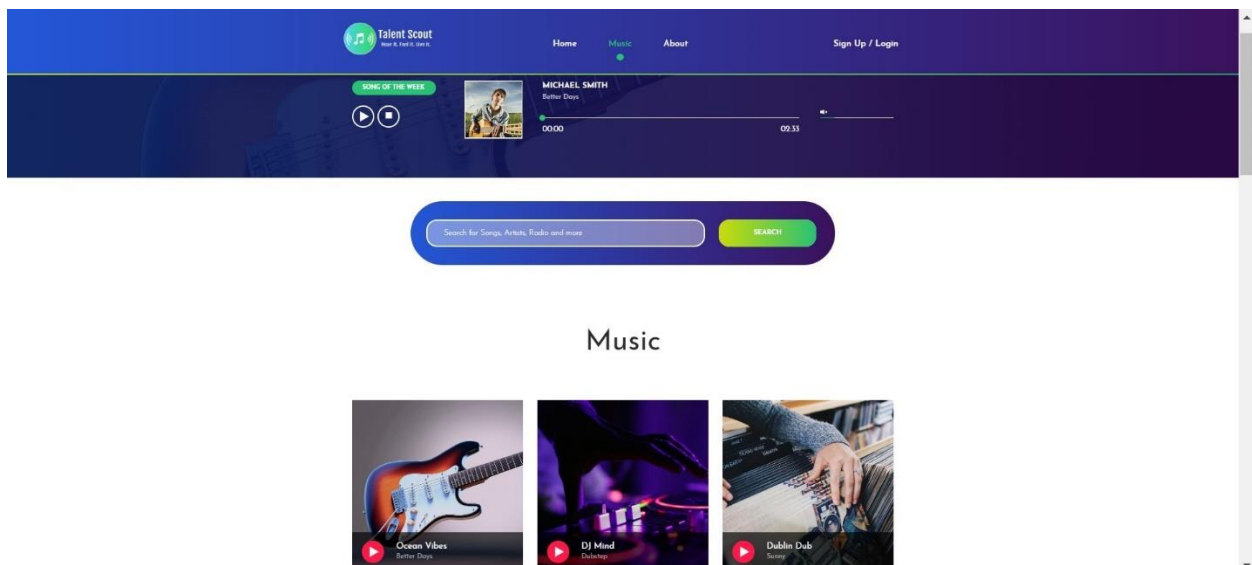 Talent Scout
Hear it. Feel it. Live it.
Home Music About Sign Up / Login
SONG OF THE WEEK
MICHAEL SMITH
Better Days
00:00 02:33
Search for Songs, Artists, Radio and more SEARCH
Music
Ocean Vibes
Better Days
DJ Mind
Dubstep
Dublin Dub
Sunny